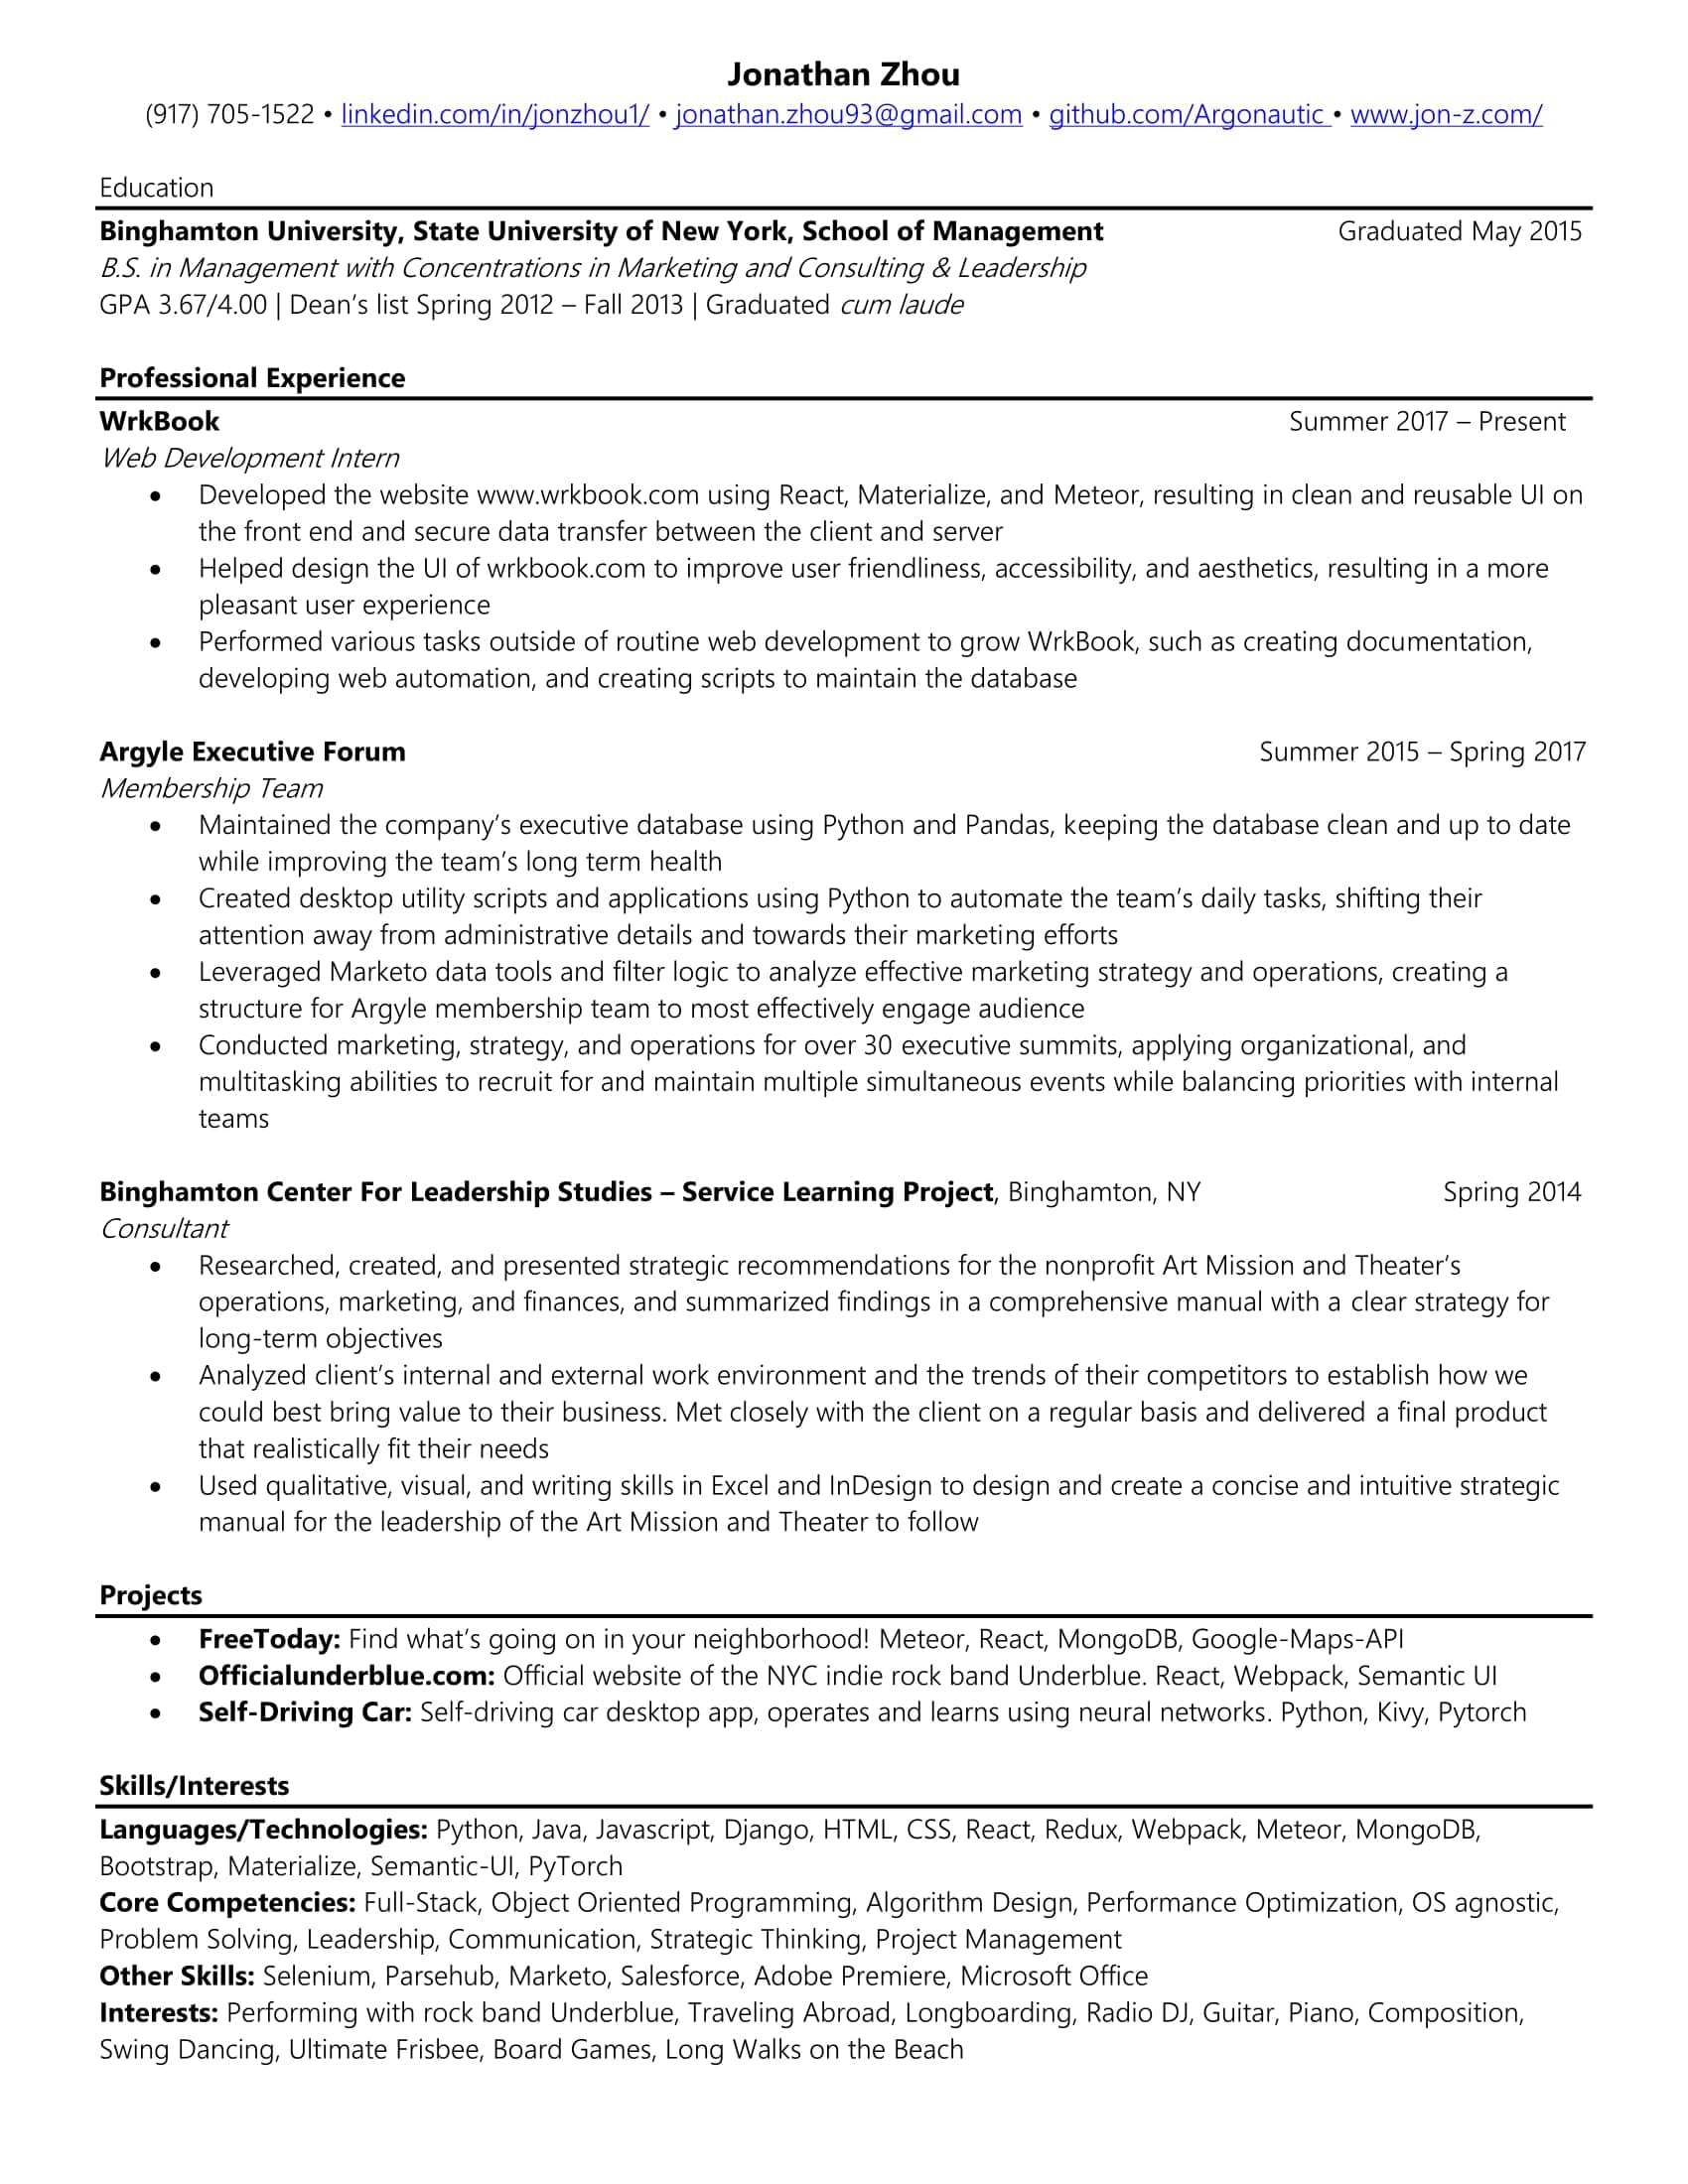 Jonathan Zhou
(917) 705-1522 • linkedin.com/in/jonzhou1/ • jonathan.zhou93@gmail.com • github.com/Argonautic • www.jon-z.com/
Education
Binghamton University, State University of New York, School of Management Graduated May 2015
B.S. in Management with Concentrations in Marketing and Consulting & Leadership
GPA 3.67/4.00 | Dean's list Spring 2012 – Fall 2013 | Graduated cum laude
Professional Experience
WrkBook Summer 2017 – Present
Web Development Intern
• Developed the website www.wrkbook.com using React, Materialize, and Meteor, resulting in clean and reusable UI on
the front end and secure data transfer between the client and server
• Helped design the UI of wrkbook.com to improve user friendliness, accessibility, and aesthetics, resulting in a more
pleasant user experience
• Performed various tasks outside of routine web development to grow WrkBook, such as creating documentation,
developing web automation, and creating scripts to maintain the database
Argyle Executive Forum Summer 2015 – Spring 2017
Membership Team
• Maintained the company's executive database using Python and Pandas, keeping the database clean and up to date
while improving the team's long term health
• Created desktop utility scripts and applications using Python to automate the team's daily tasks, shifting their
attention away from administrative details and towards their marketing efforts
• Leveraged Marketo data tools and filter logic to analyze effective marketing strategy and operations, creating a
structure for Argyle membership team to most effectively engage audience
• Conducted marketing, strategy, and operations for over 30 executive summits, applying organizational, and
multitasking abilities to recruit for and maintain multiple simultaneous events while balancing priorities with internal
teams
Binghamton Center For Leadership Studies – Service Learning Project, Binghamton, NY Spring 2014
Consultant
• Researched, created, and presented strategic recommendations for the nonprofit Art Mission and Theater's
operations, marketing, and finances, and summarized findings in a comprehensive manual with a clear strategy for
long-term objectives
• Analyzed client's internal and external work environment and the trends of their competitors to establish how we
could best bring value to their business. Met closely with the client on a regular basis and delivered a final product
that realistically fit their needs
• Used qualitative, visual, and writing skills in Excel and InDesign to design and create a concise and intuitive strategic
manual for the leadership of the Art Mission and Theater to follow
Projects
• FreeToday: Find what's going on in your neighborhood! Meteor, React, MongoDB, Google-Maps-API
• Officialunderblue.com: Official website of the NYC indie rock band Underblue. React, Webpack, Semantic UI
• Self-Driving Car: Self-driving car desktop app, operates and learns using neural networks. Python, Kivy, Pytorch
Skills/Interests
Languages/Technologies: Python, Java, Javascript, Django, HTML, CSS, React, Redux, Webpack, Meteor, MongoDB,
Bootstrap, Materialize, Semantic-UI, PyTorch
Core Competencies: Full-Stack, Object Oriented Programming, Algorithm Design, Performance Optimization, OS agnostic,
Problem Solving, Leadership, Communication, Strategic Thinking, Project Management
Other Skills: Selenium, Parsehub, Marketo, Salesforce, Adobe Premiere, Microsoft Office
Interests: Performing with rock band Underblue, Traveling Abroad, Longboarding, Radio DJ, Guitar, Piano, Composition,
Swing Dancing, Ultimate Frisbee, Board Games, Long Walks on the Beach